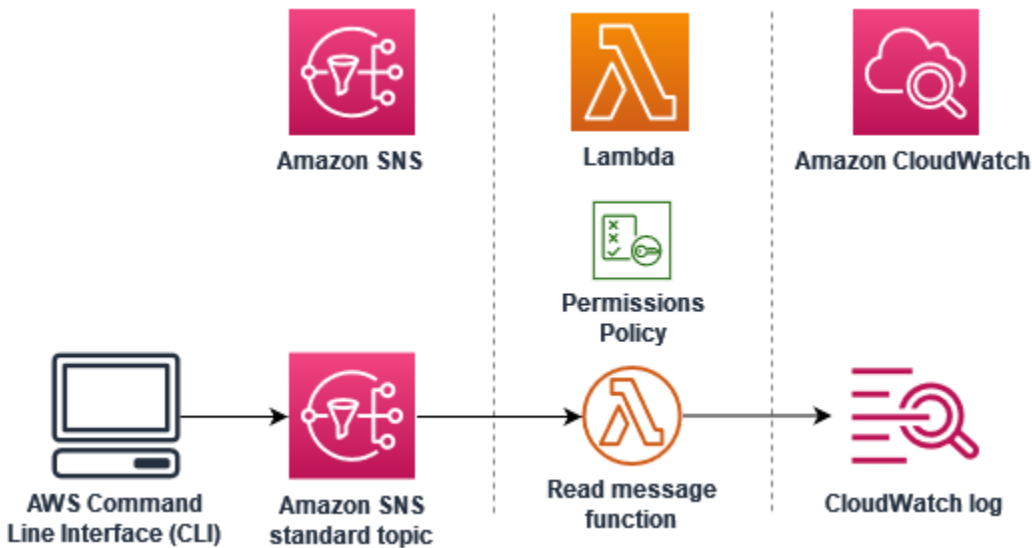 Amazon SNS
Lambda
Amazon CloudWatch
Permissions
Policy
AWS Command
Line Interface (CLI)
Amazon SNS
standard topic
Read message
function
CloudWatch log